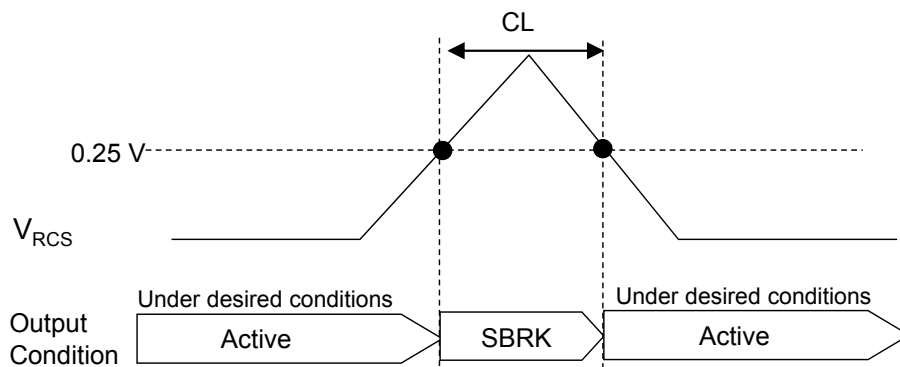 CL
0.25 V
VRCS
Under desired conditions
Under desired conditions
Output
Condition
Active
SBRK
Active